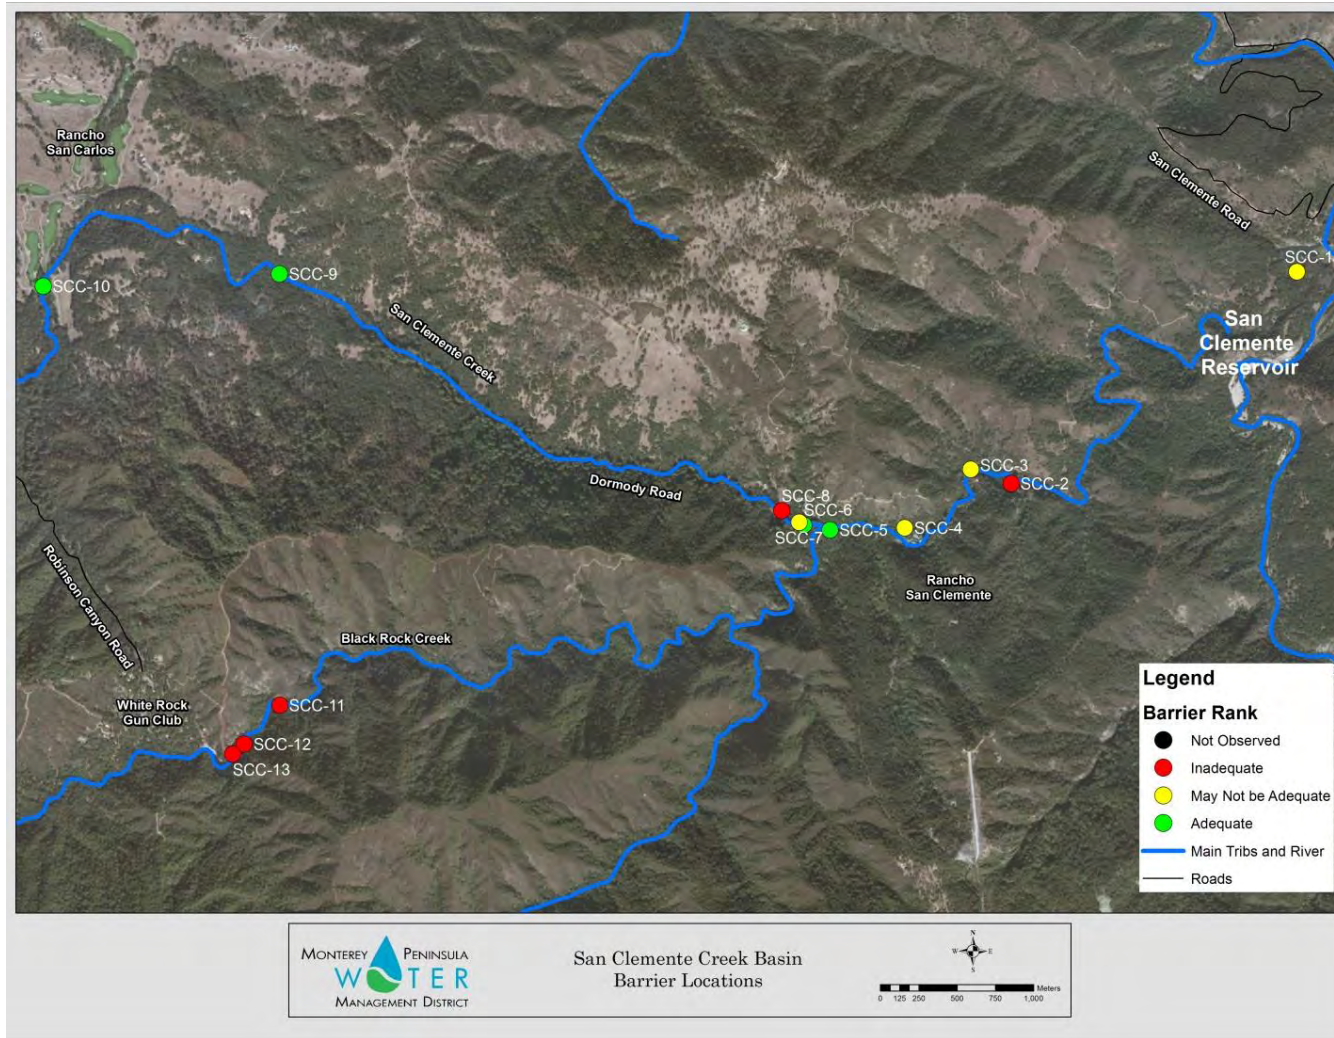 Rancho
San Carlos
San Clemente Road
SCC-1
SCC-9
SCC-10
San Clemente Creek
San
Clemente
Reservoir
SCC-3
SCC-2
Dormody Road
SCC-8
SCC-6
SCC-7
SCC-5
SCC-4
Robinson Canyon Road
Rancho
San Clemente
Black Rock Creek
White Rock
Gun Club
SCC-11
SCC-12
SCC-13
Legend
Barrier Rank
Not Observed
Inadequate
May Not be Adequate
Adequate
Main Tribs and River
Roads
MONTEREY PENINSULA
WATER
MANAGEMENT DISTRICT
San Clemente Creek Basin
Barrier Locations
N
W E
S
Meters
0 125 250 500 750 1,000